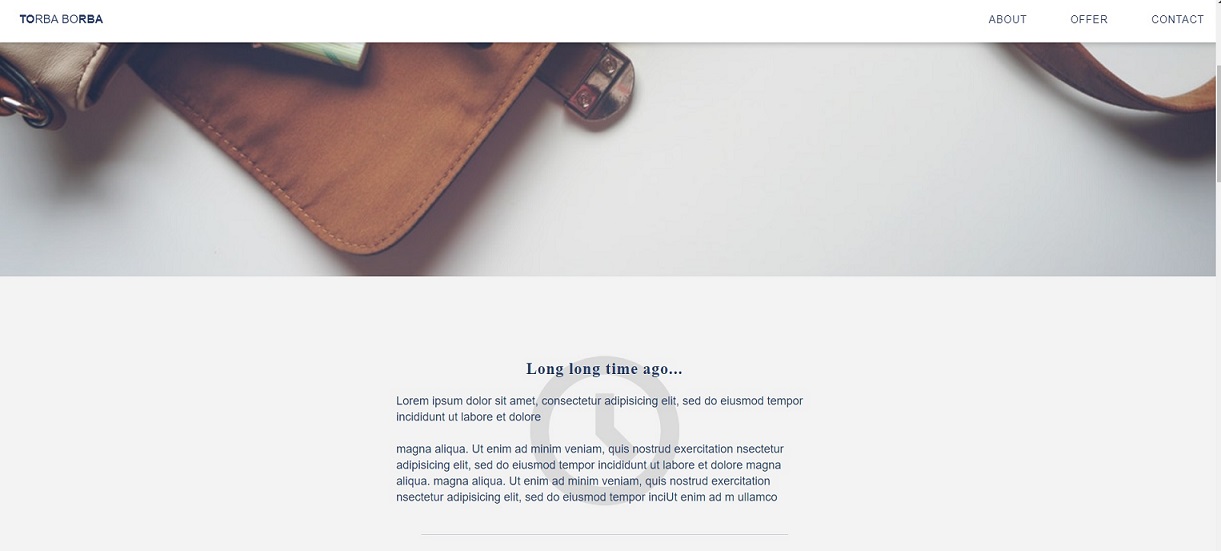 TORBA BORBA
ABOUT OFFER CONTACT
Long long time ago...
Lorem ipsum dolor sit amet, consectetur adipisicing elit, sed do eiusmod tempor
incididunt ut labore et dolore
magna aliqua. Ut enim ad minim veniam, quis nostrud exercitation nsectetur
adipisicing elit, sed do eiusmod tempor incididunt ut labore et dolore magna
aliqua. magna aliqua. Ut enim ad minim veniam, quis nostrud exercitation
nsectetur adipisicing elit, sed do eiusmod tempor inciUt enim ad m ullamco